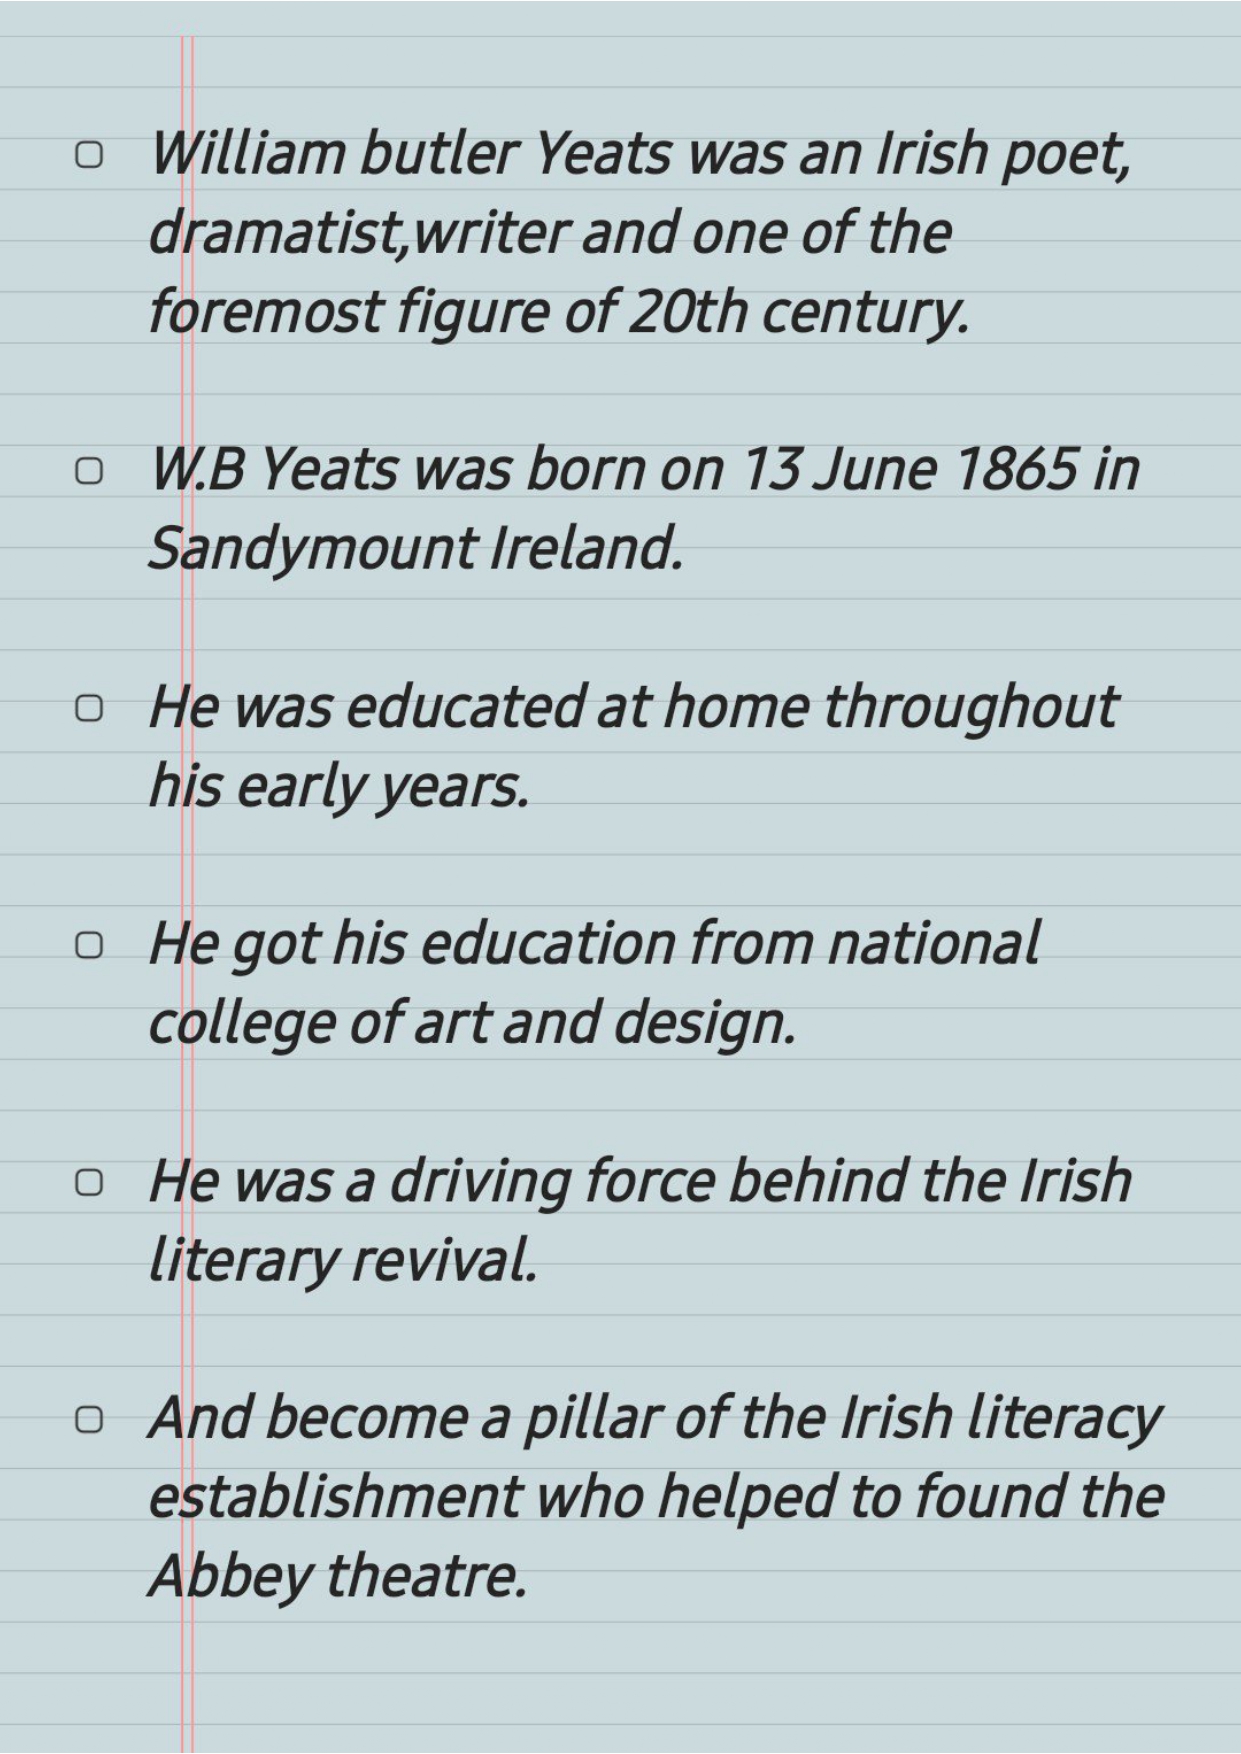 William butler Yeats was an Irish poet,
dramatist,writer and one of the
foremost figure of 20th century.
W.B Yeats was born on 13 June 1865 in
Sandymount Ireland.
He was educated at home throughout
his early years.
He got his education from national
college of art and design.
He was a driving force behind the Irish
literary revival.
And become a pillar of the Irish literacy
establishment who helped to found the
Abbey theatre.